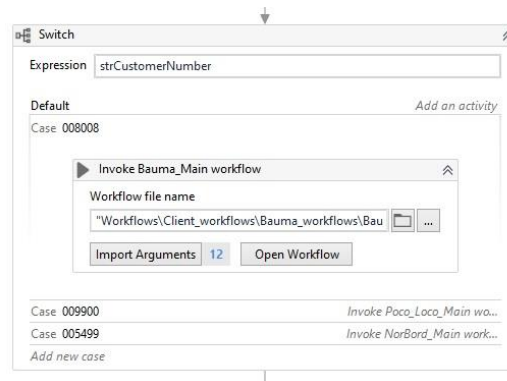 Switch
Expression strCustomerNumber
Default Add an activity
Case 008008
Invoke Bauma_Main workflow
Workflow file name
"Workflows\Client_workflows\Bauma_workflows\Bau ...
Import Arguments 12 Open Workflow
Case 009900 Invoke Poco_Loco_Main wo...
Case 005499 Invoke NorBord_Main work...
Add new case